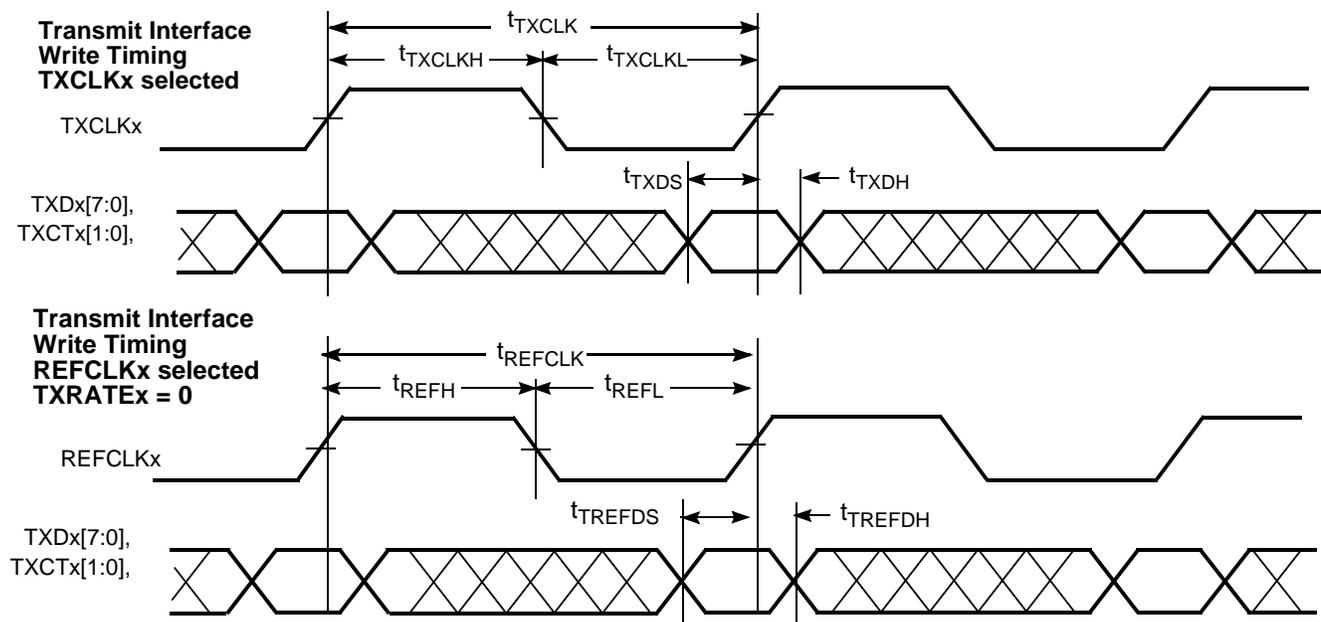 Transmit Interface
Write Timing
TXCLKx selected
tTXCLK
tTXCLKH
tTXCLKL
TXCLKx
tTXDS
tTXDH
TXDx[7:0],
TXCTx[1:0],
Transmit Interface
Write Timing
REFCLKx selected
TXRATEx = 0
tREFCLK
tREFH
tREFL
REFCLKx
tTREFDS
tTREFDH
TXDx[7:0],
TXCTx[1:0],